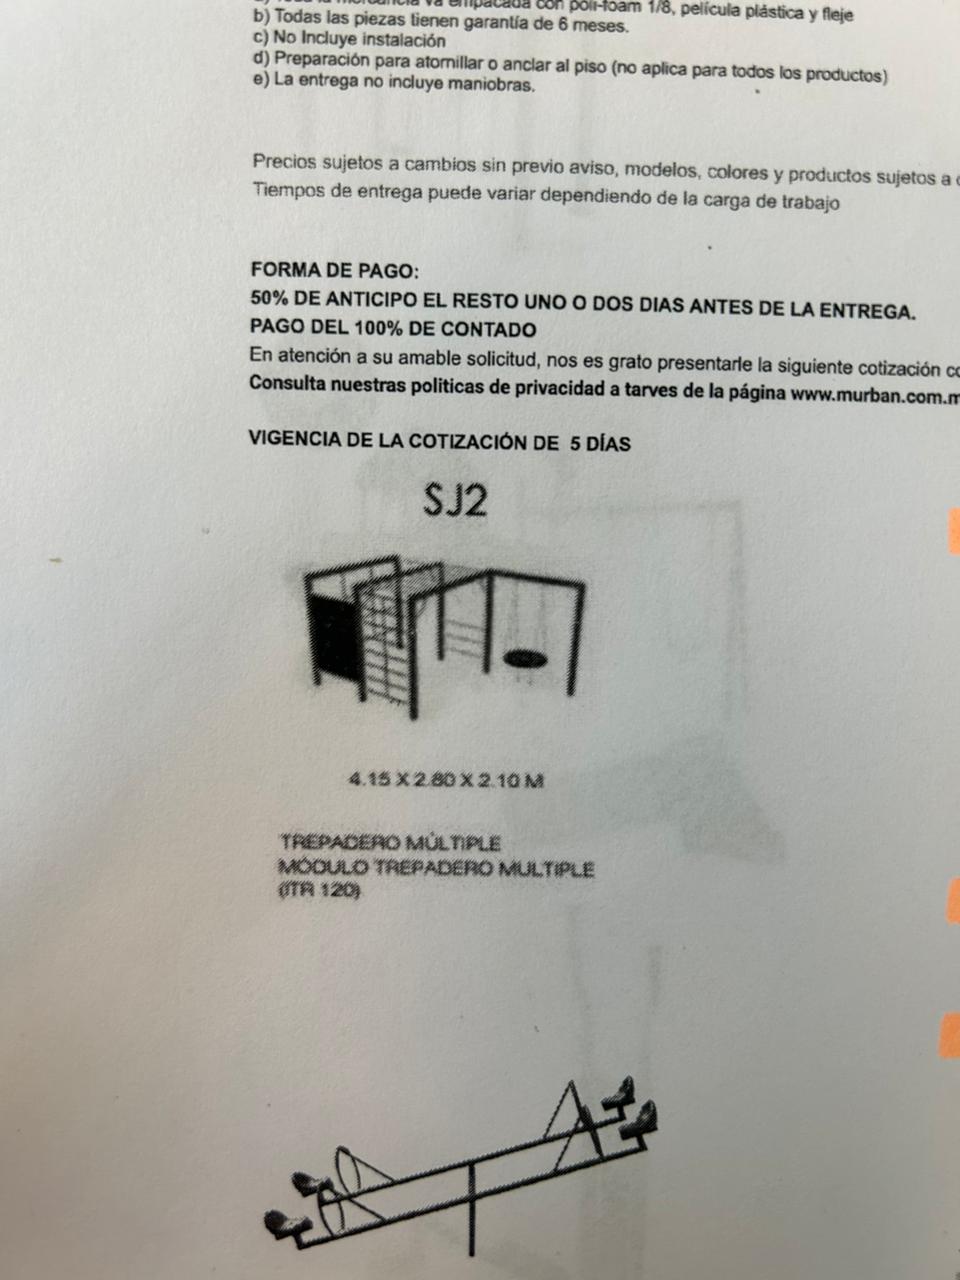 empacada con poli-foam 1/8, película plástica y fleje
b) Todas las piezas tienen garantía de 6 meses.
c) No Incluye instalación
d) Preparación para atornillar o anclar al piso (no aplica para todos los productos)
e) La entrega no incluye maniobras.
Precios sujetos a cambios sin previo aviso, modelos, colores y productos sujetos a
Tiempos de entrega puede variar dependiendo de la carga de trabajo
FORMA DE PAGO:
50% DE ANTICIPO EL RESTO UNO O DOS DIAS ANTES DE LA ENTREGA.
PAGO DEL 100% DE CONTADO
En atención a su amable solicitud, nos es grato presentarle la siguiente cotización
Consulta nuestras politicas de privacidad a tarves de la página www.murban.com.m
VIGENCIA DE LA COTIZACIÓN DE 5 DÍAS
SJ2
4.15 X 2.80 X 2.10 M
TREPADERO MÚLTIPLE
MÓDULO TREPADERO MULTIPLE
(ITR 120)